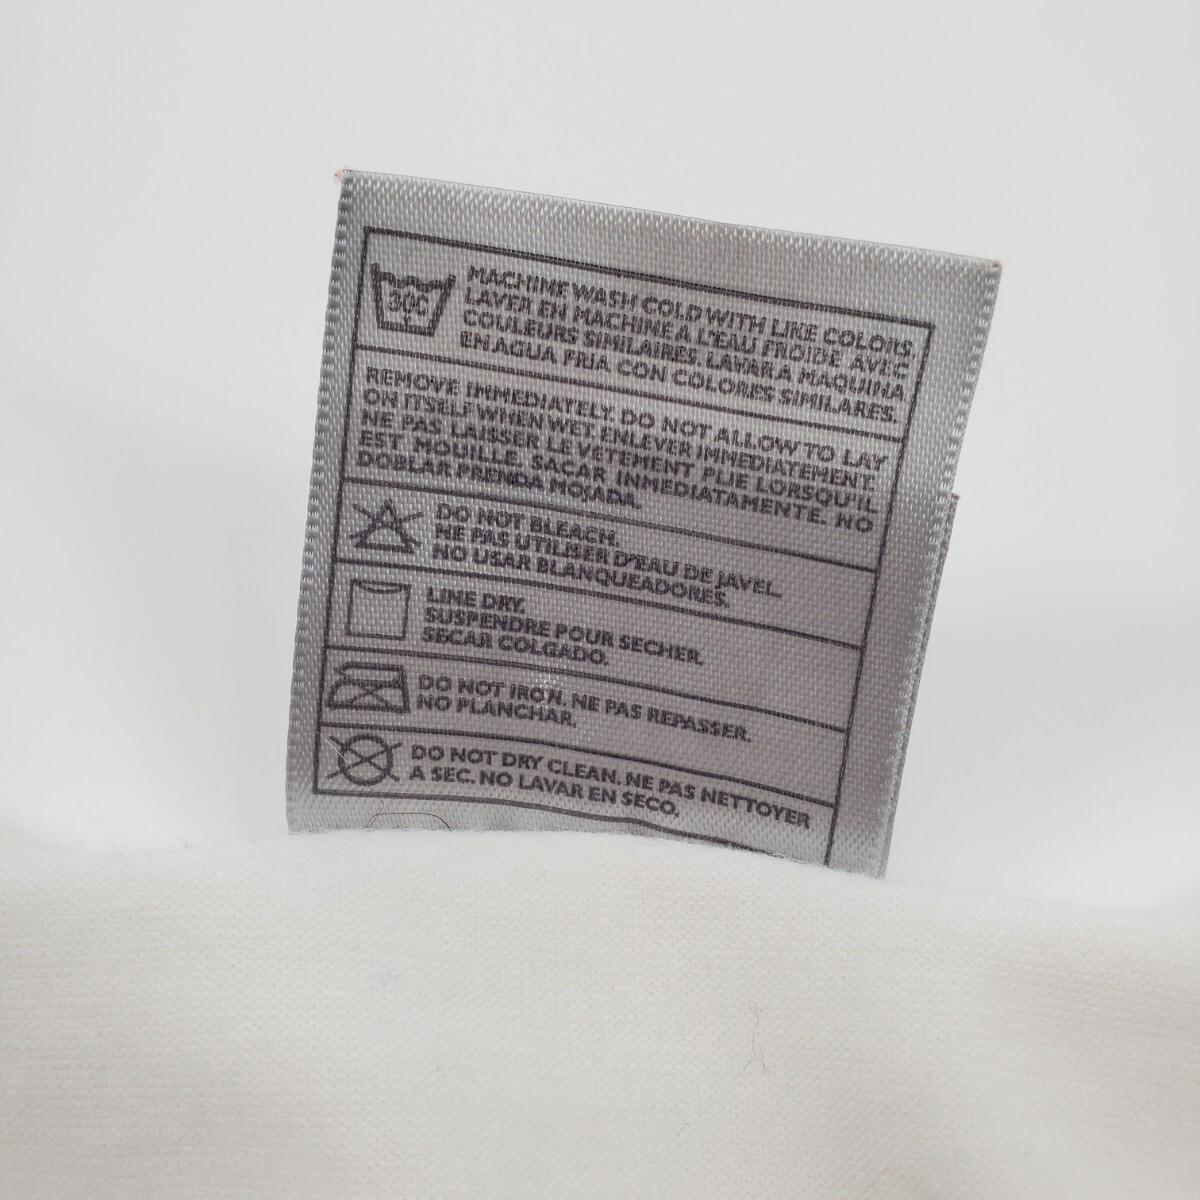 30c
MACHINE WASH COLD WITH LIKE COLORS.
LAVER EN MACHINE A L'EAU FROIDE AVEC
COULEURS SIMILAIRES. LAVAR A MAQUINA
EN AGUA FRIA CON COLORES SIMILARES.
REMOVE IMMEDIATELY. DO NOT ALLOW TO LAY
ON ITSELF WHEN WET. ENLEVER IMMEDIATEMENT.
NE PAS LAISSER LE VETEMENT PLIE LORSQU'IL
EST MOUILLE. SACAR INMEDIATAMENTE. NO
DOBLAR PRENDA MOJADA.
DO NOT BLEACH.
NE PAS UTILISER D'EAU DE JAVEL.
NO USAR BLANQUEADORES.
LINE DRY.
SUSPENDRE POUR SECHER.
SECAR COLGADO.
DO NOT IRON. NE PAS REPASSER.
NO PLANCHAR.
DO NOT DRY CLEAN. NE PAS NETTOYER
A SEC. NO LAVAR EN SECO.